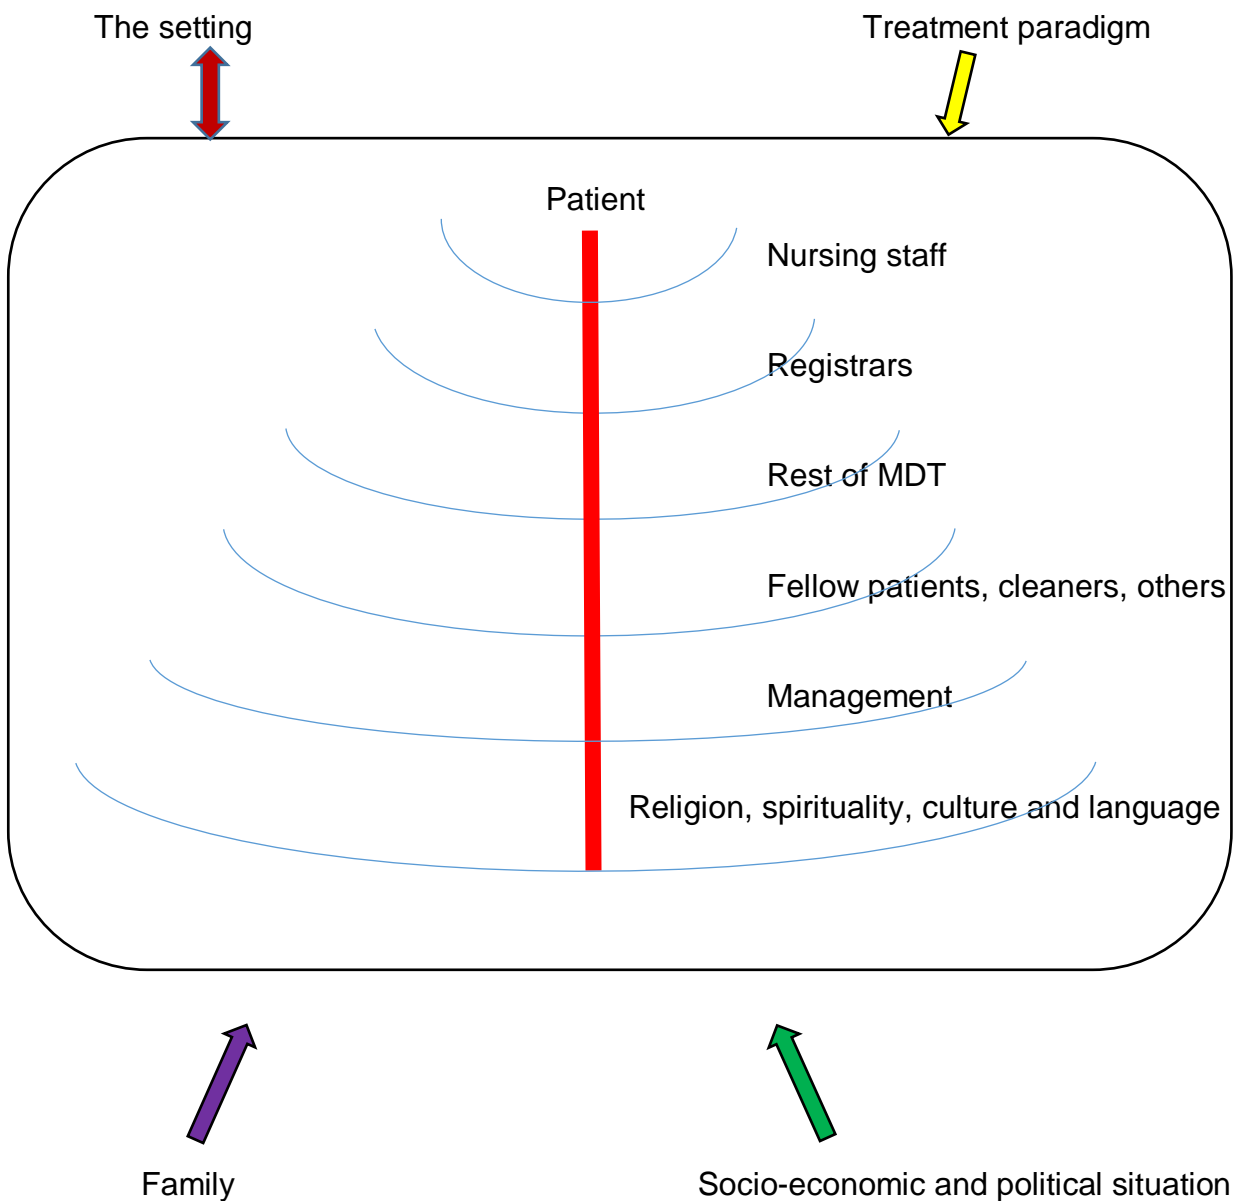 The setting
Treatment paradigm
Patient
Nursing staff
Registrars
Rest of MDT
Fellow patients, cleaners, others
Management
Religion, spirituality, culture and language
Family
Socio-economic and political situation